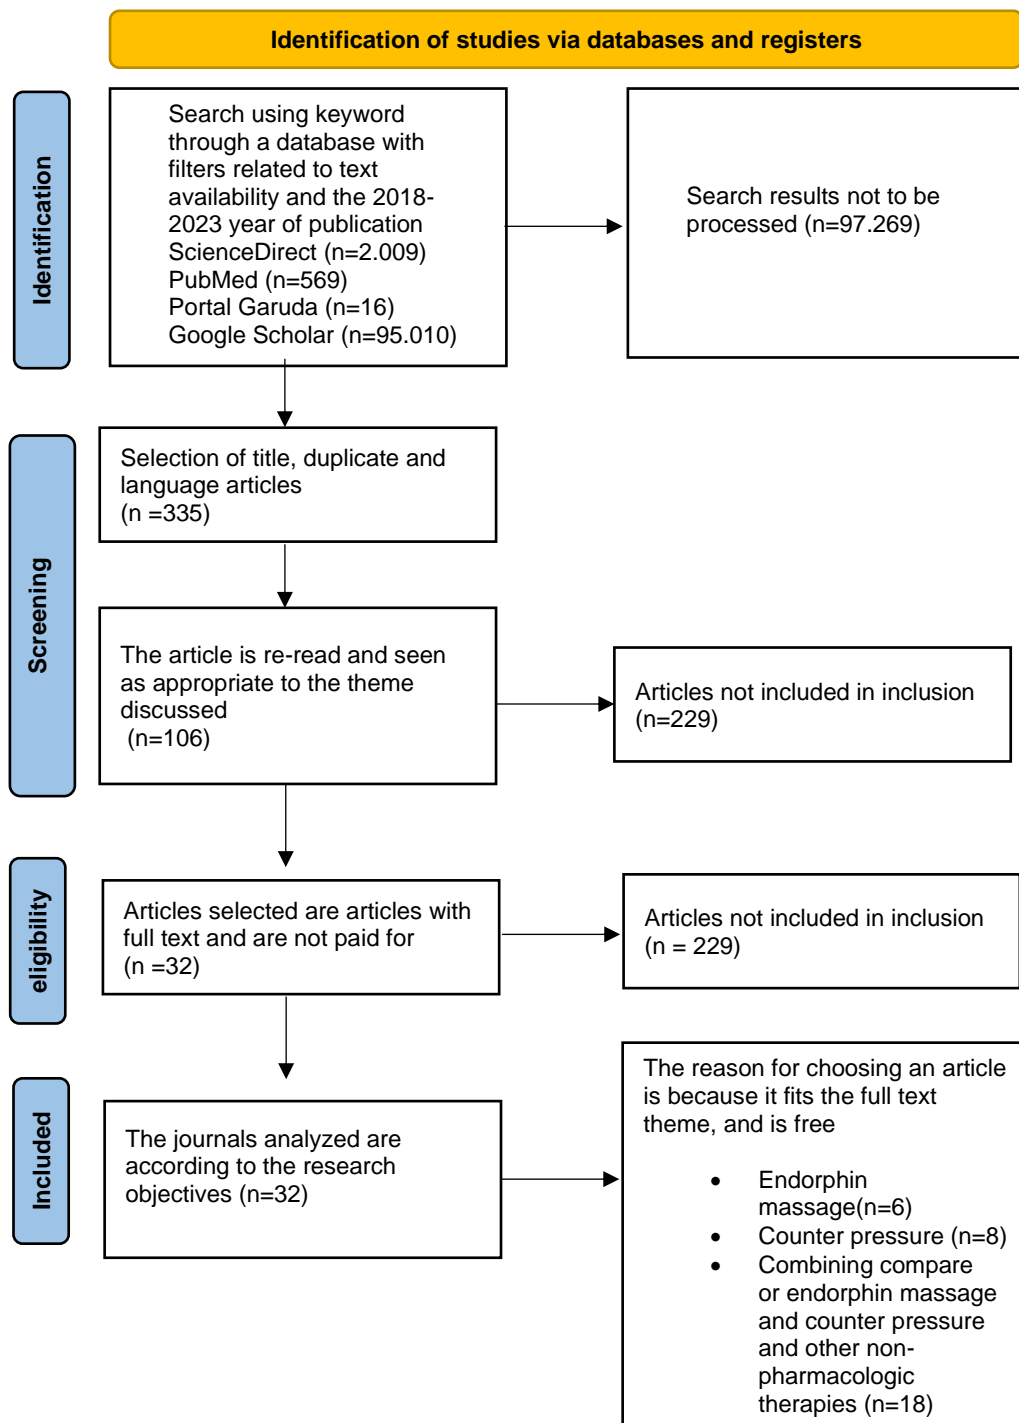 Identification of studies via databases and registers
Identification
Search using keyword
through a database with
filters related to text
availability and the 2018-
2023 year of publication
ScienceDirect (n=2.009)
PubMed (n=569)
Portal Garuda (n=16)
Google Scholar (n=95.010)
Search results not to be
processed (n=97.269)
Screening
Selection of title, duplicate and
language articles
(n =335)
The article is re-read and seen
as appropriate to the theme
discussed
(n=106)
Articles not included in inclusion
(n=229)
eligibility
Articles selected are articles with
full text and are not paid for
(n =32)
Articles not included in inclusion
(n = 229)
Included
The journals analyzed are
according to the research
objectives (n=32)
The reason for choosing an article
is because it fits the full text
theme, and is free
• Endorphin
massage(n=6)
• Counter pressure (n=8)
• Combining compare
or endorphin massage
and counter pressure
and other non-
pharmacologic
therapies (n=18)